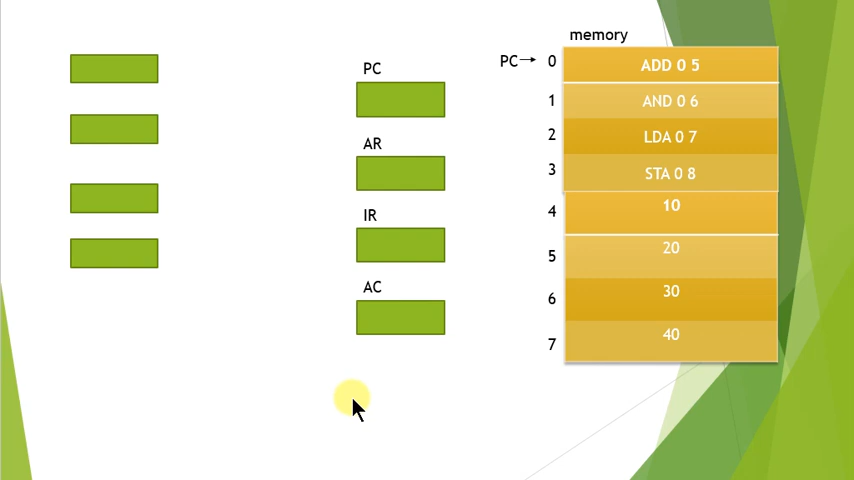 memory
PC→ 0 ADD 0 5
1 AND 0 6
2 LDA 0 7
3 STA 0 8
4 10
5 20
6 30
7 40
PC
AR
IR
AC